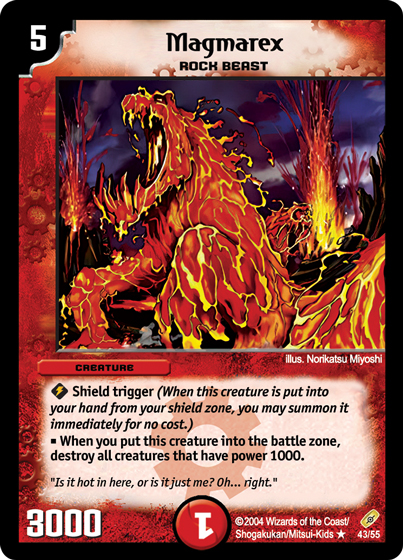 5
Magmarex
ROCK BEAST
illus. Norikatsu Miyoshi
CREATURE
Shield trigger (When this creature is put into
your hand from your shield zone, you may summon it
immediately for no cost.)
▪ When you put this creature into the battle zone,
destroy all creatures that have power 1000.
"Is it hot in here, or is it just me? Oh... right."
3000
1
©2004 Wizards of the Coast/
Shogakukan/Mitsui-Kids ★ 43/55